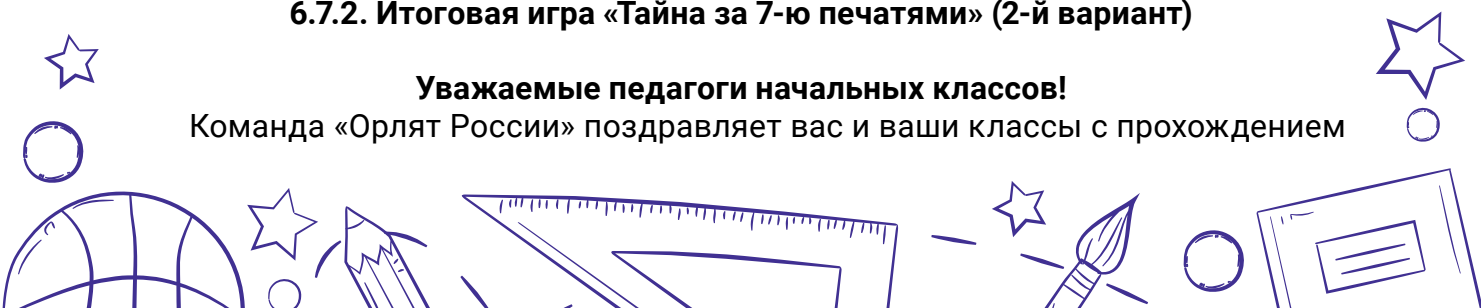 6.7.2. Итоговая игра «Тайна за 7-ю печатями» (2-й вариант)
Уважаемые педагоги начальных классов!
Команда «Орлят России» поздравляет вас и ваши классы с прохождением